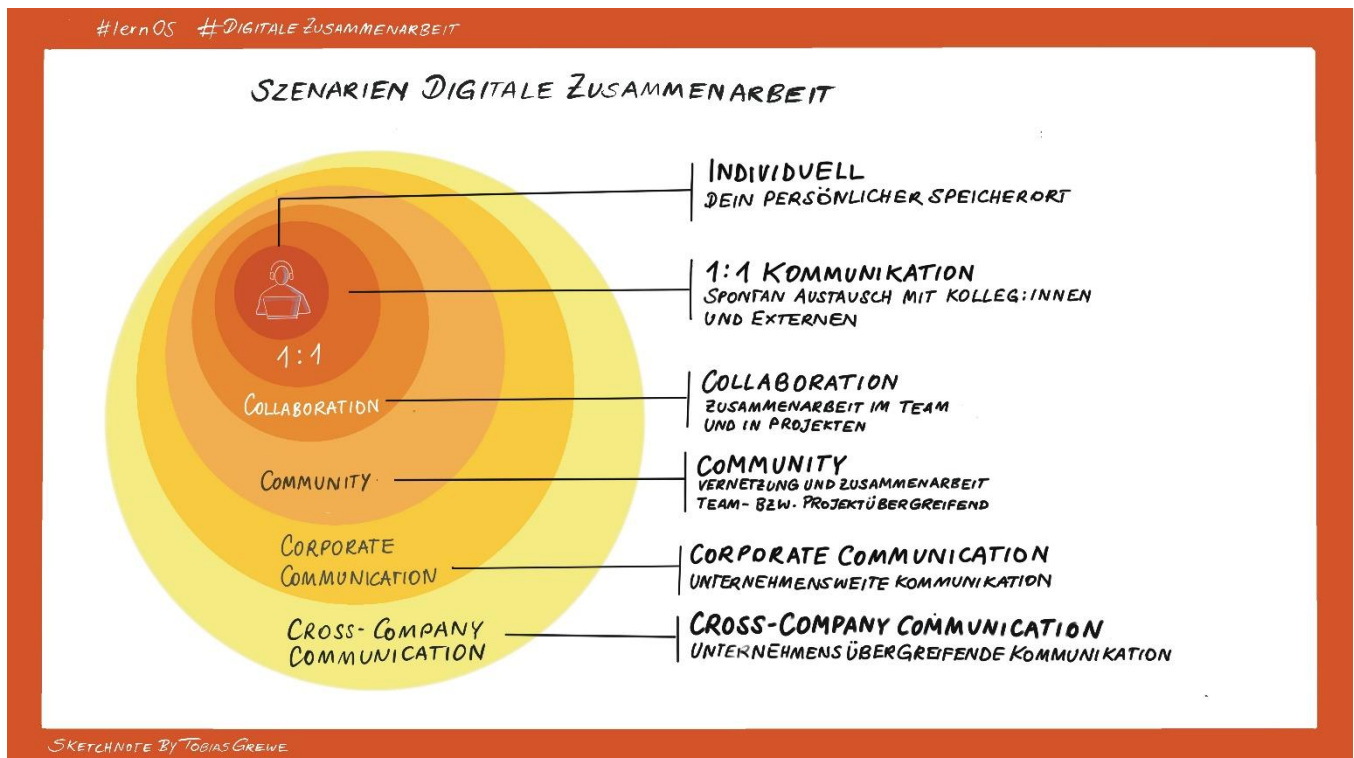 #lernOS #DIGITALE ZUSAMMENARBEIT
SZENARIEN DIGITALE ZUSAMMENARBEIT
INDIVIDUELL
DEIN PERSÖNLICHER SPEICHERORT
1:1 KOMMUNIKATION
SPONTAN AUSTAUSCH MIT KOLLEG:INNEN
UND EXTERNEN
1:1
COLLABORATION
COLLABORATION
ZUSAMMENARBEIT IM TEAM
UND IN PROJEKTEN
COMMUNITY
COMMUNITY
VERNETZUNG UND ZUSAMMENARBEIT
TEAM- BZW. PROJEKTÜBERGREIFEND
CORPORATE
COMMUNICATION
CORPORATE COMMUNICATION
UNTERNEHMENSWEITE KOMMUNIKATION
CROSS-COMPANY
COMMUNICATION
CROSS-COMPANY COMMUNICATION
UNTERNEHMENSÜBERGREIFENDE KOMMUNIKATION
SKETCHNOTE BY TOBIAS GREWE